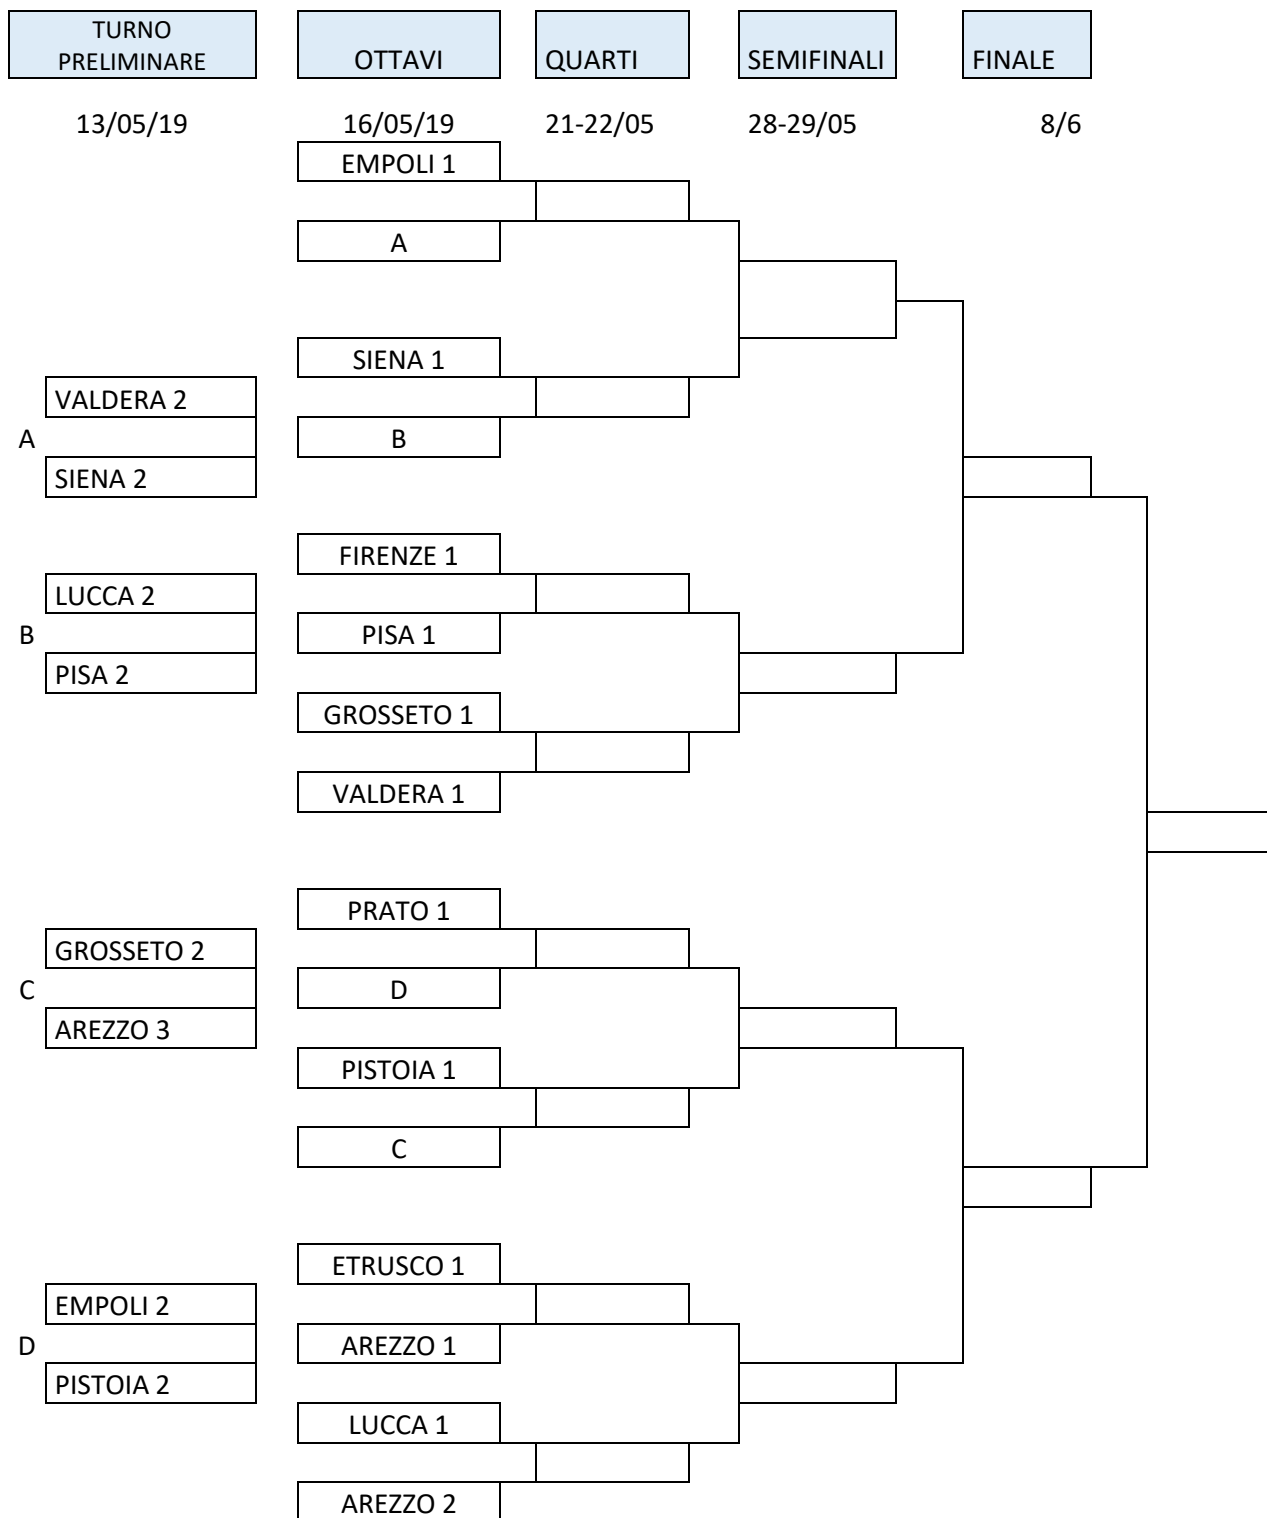 TURNO
PRELIMINARE
OTTAVI
QUARTI
SEMIFINALI
FINALE
13/05/19
16/05/19
21-22/05
28-29/05
8/6
EMPOLI 1
A
SIENA 1
VALDERA 2
A
B
SIENA 2
FIRENZE 1
LUCCA 2
B
PISA 1
PISA 2
GROSSETO 1
VALDERA 1
PRATO 1
GROSSETO 2
C
D
AREZZO 3
PISTOIA 1
C
ETRUSCO 1
EMPOLI 2
D
AREZZO 1
PISTOIA 2
LUCCA 1
AREZZO 2